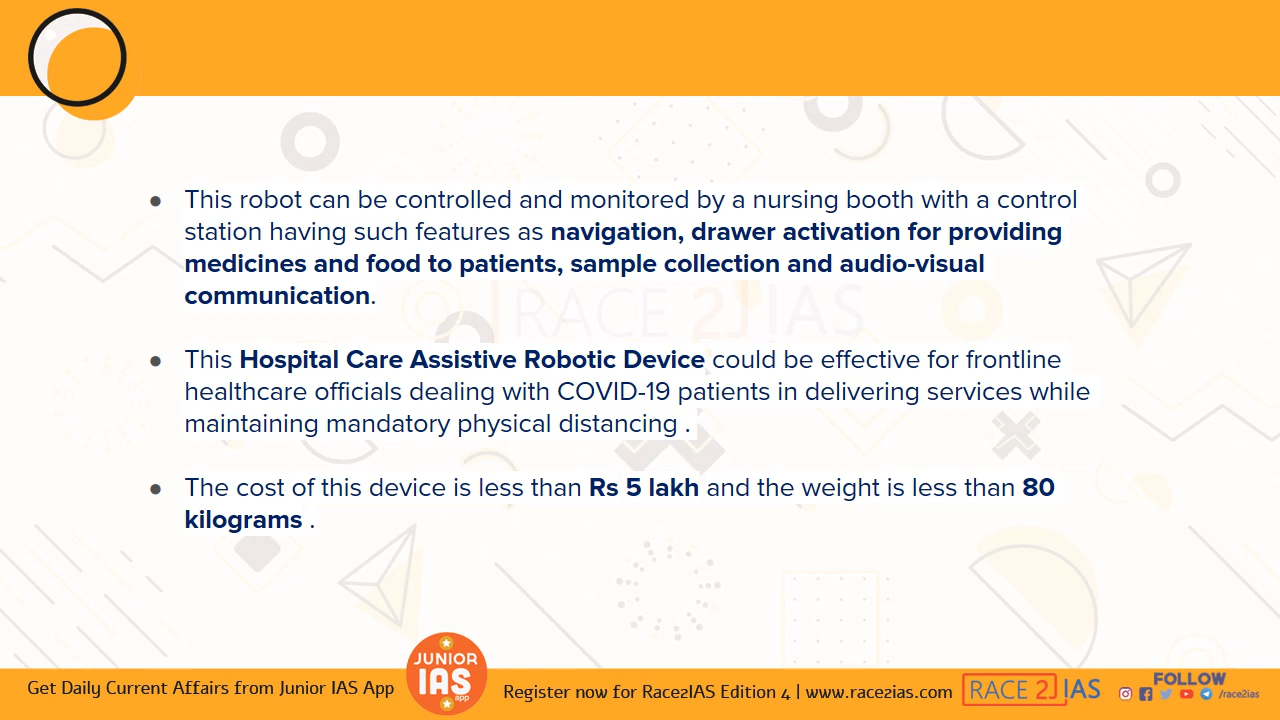 ● This robot can be controlled and monitored by a nursing booth with a control
station having such features as navigation, drawer activation for providing
medicines and food to patients, sample collection and audio-visual
communication.
RACE 2 IAS
● This Hospital Care Assistive Robotic Device could be effective for frontline
healthcare officials dealing with COVID-19 patients in delivering services while
maintaining mandatory physical distancing .
● The cost of this device is less than Rs 5 lakh and the weight is less than 80
kilograms .
Get Daily Current Affairs from Junior IAS App
JUNIOR
IAS
app
Register now for Race2IAS Edition 4 | www.race2ias.com
RACE 2 IAS
FOLLOW
/race2ias